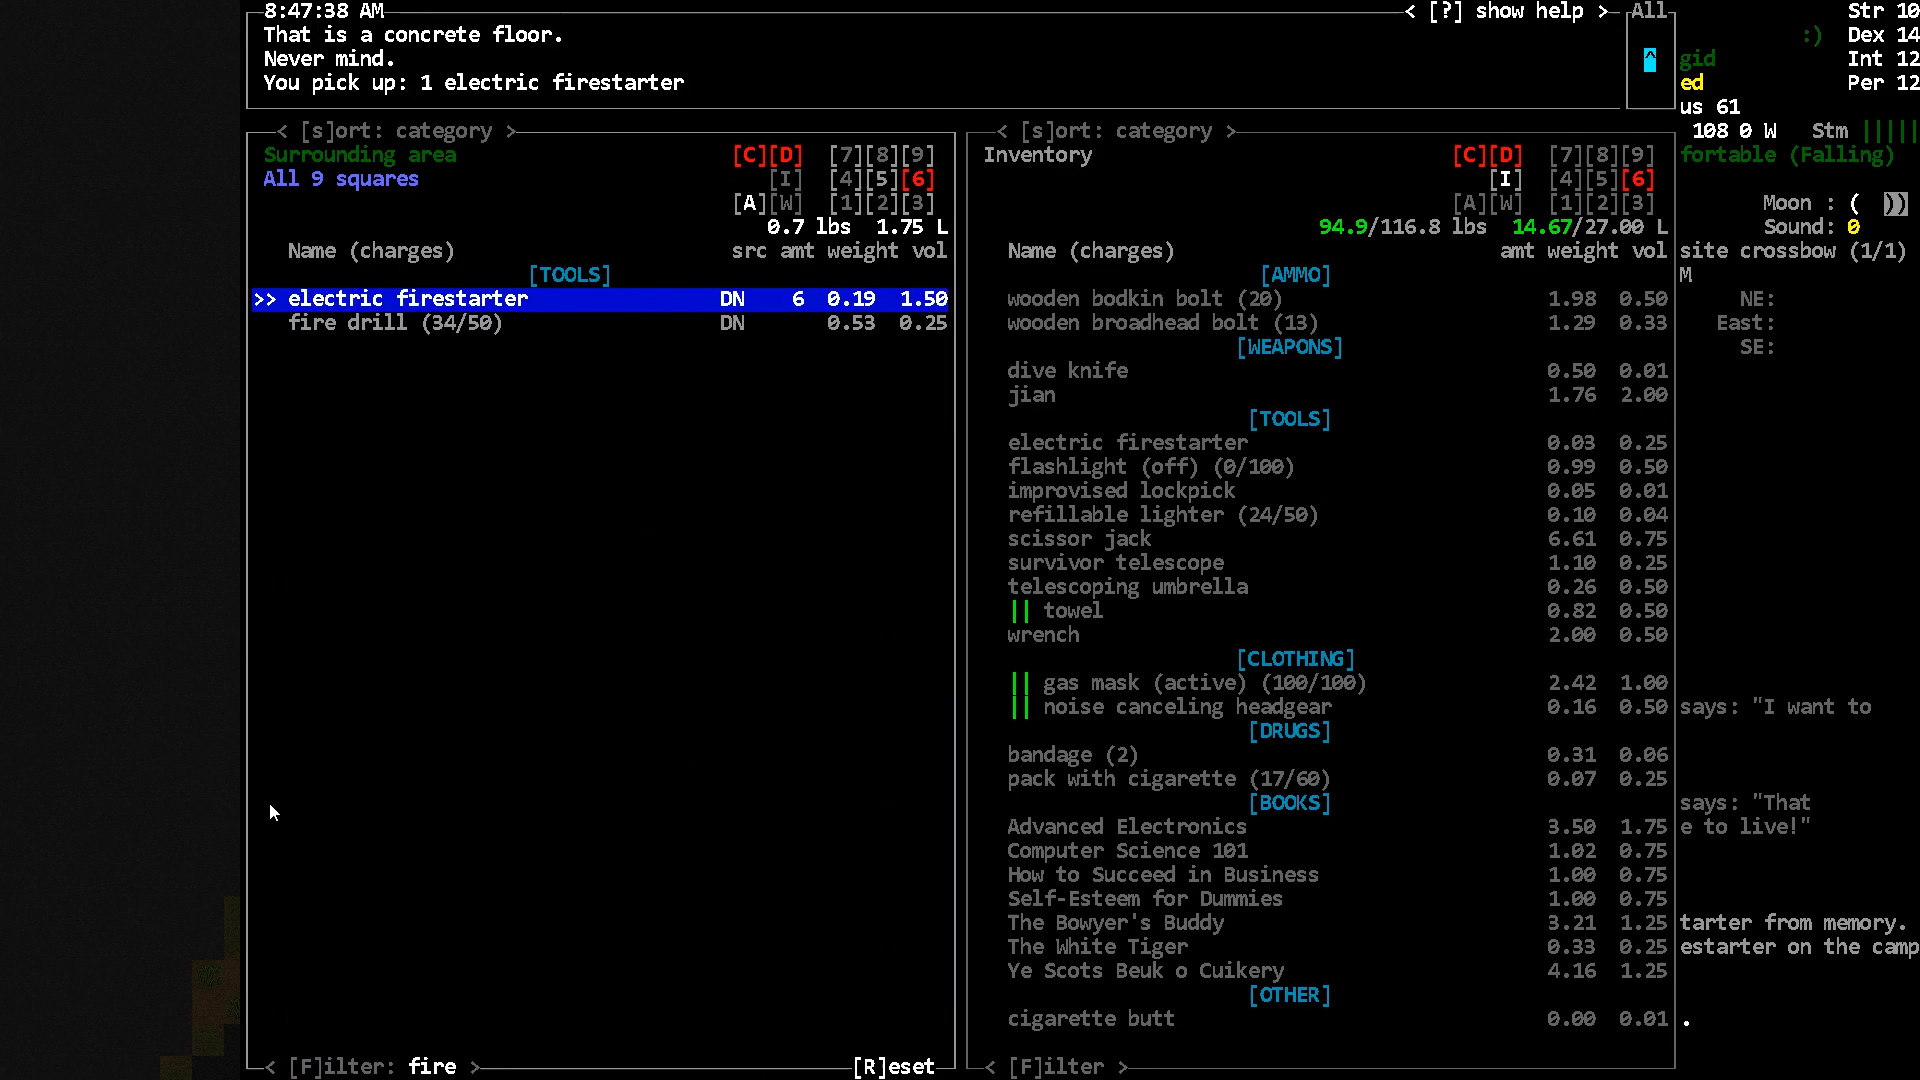 8:47:38 AM
< [?] show help >
That is a concrete floor.
Never mind.
You pick up: 1 electric firestarter
All
^
Str 10
:) Dex 14
gid Int 12
ed Per 12
us 61
108 0 W Stm |||||
fortable (Falling)
Moon : ( ))
Sound: 0
site crossbow (1/1)
M
NE:
East:
SE:
says: "I want to
says: "That
e to live!"
tarter from memory.
estarter on the camp
.
< [s]ort: category >
Surrounding area [C][D] [7][8][9]
All 9 squares [I] [4][5][6]
[A][W] [1][2][3]
0.7 lbs 1.75 L
Name (charges) src amt weight vol
[TOOLS]
>> electric firestarter DN 6 0.19 1.50
fire drill (34/50) DN 0.53 0.25
< [F]ilter: fire > [R]eset
< [s]ort: category >
Inventory [C][D] [7][8][9]
[I] [4][5][6]
[A][W] [1][2][3]
94.9/116.8 lbs 14.67/27.00 L
Name (charges) amt weight vol
[AMMO]
wooden bodkin bolt (20) 1.98 0.50
wooden broadhead bolt (13) 1.29 0.33
[WEAPONS]
dive knife 0.50 0.01
jian 1.76 2.00
[TOOLS]
electric firestarter 0.03 0.25
flashlight (off) (0/100) 0.99 0.50
improvised lockpick 0.05 0.01
refillable lighter (24/50) 0.10 0.04
scissor jack 6.61 0.75
survivor telescope 1.10 0.25
telescoping umbrella 0.26 0.50
|| towel 0.82 0.50
wrench 2.00 0.50
[CLOTHING]
|| gas mask (active) (100/100) 2.42 1.00
|| noise canceling headgear 0.16 0.50
[DRUGS]
bandage (2) 0.31 0.06
pack with cigarette (17/60) 0.07 0.25
[BOOKS]
Advanced Electronics 3.50 1.75
Computer Science 101 1.02 0.75
How to Succeed in Business 1.00 0.75
Self-Esteem for Dummies 1.00 0.75
The Bowyer's Buddy 3.21 1.25
The White Tiger 0.33 0.25
Ye Scots Beuk o Cuikery 4.16 1.25
[OTHER]
cigarette butt 0.00 0.01
< [F]ilter >